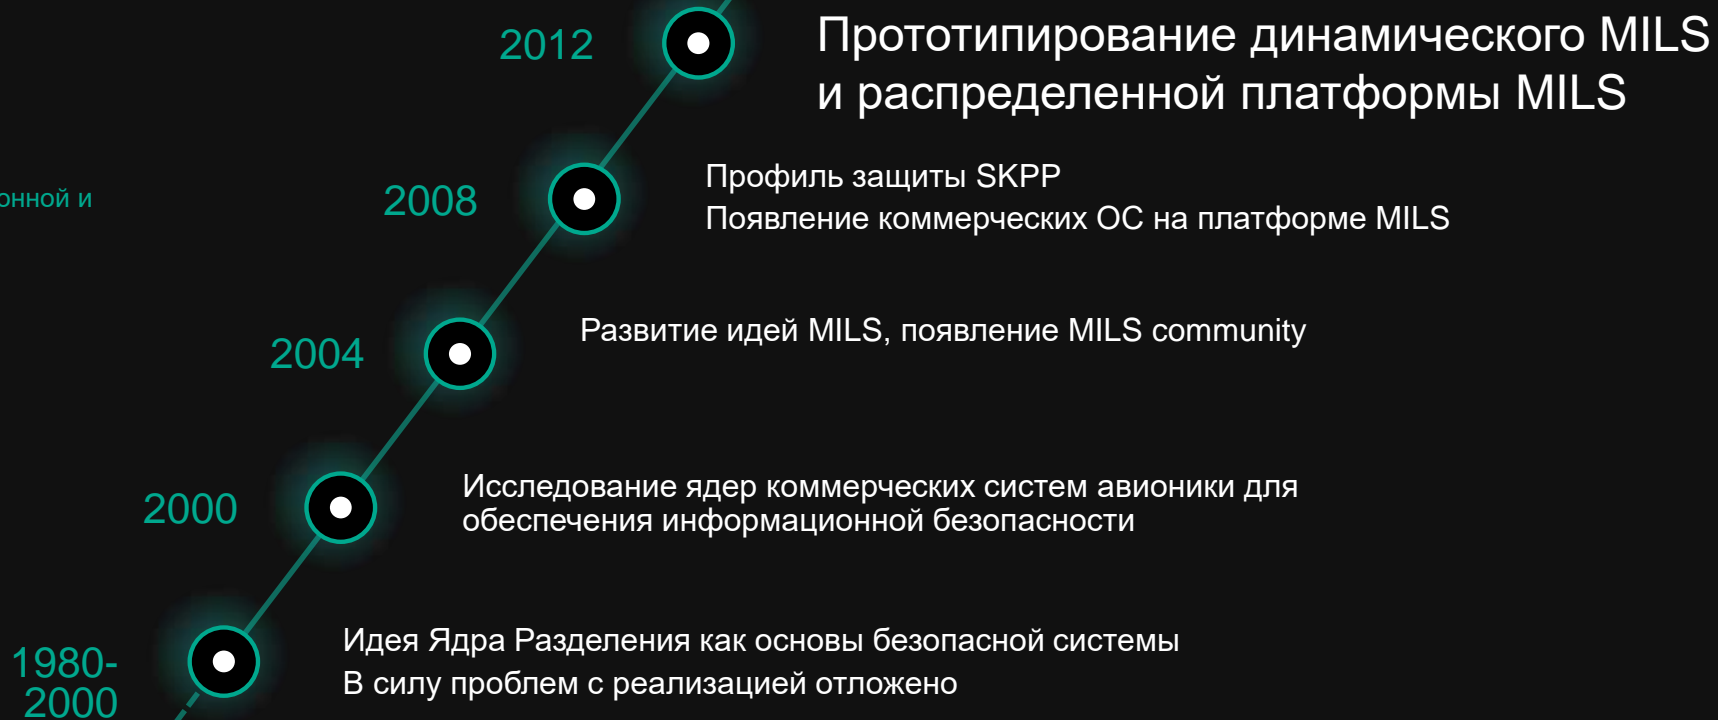 2012
Прототипирование динамического MILS
и распределенной платформы MILS
2008
Профиль защиты SKPP
Появление коммерческих ОС на платформе MILS
и
2004
Развитие идей MILS, появление MILS community
2000
Исследование ядер коммерческих систем авионики для
обеспечения информационной безопасности
1980-
2000
Идея Ядра Разделения как основы безопасной системы
В силу проблем с реализацией отложено